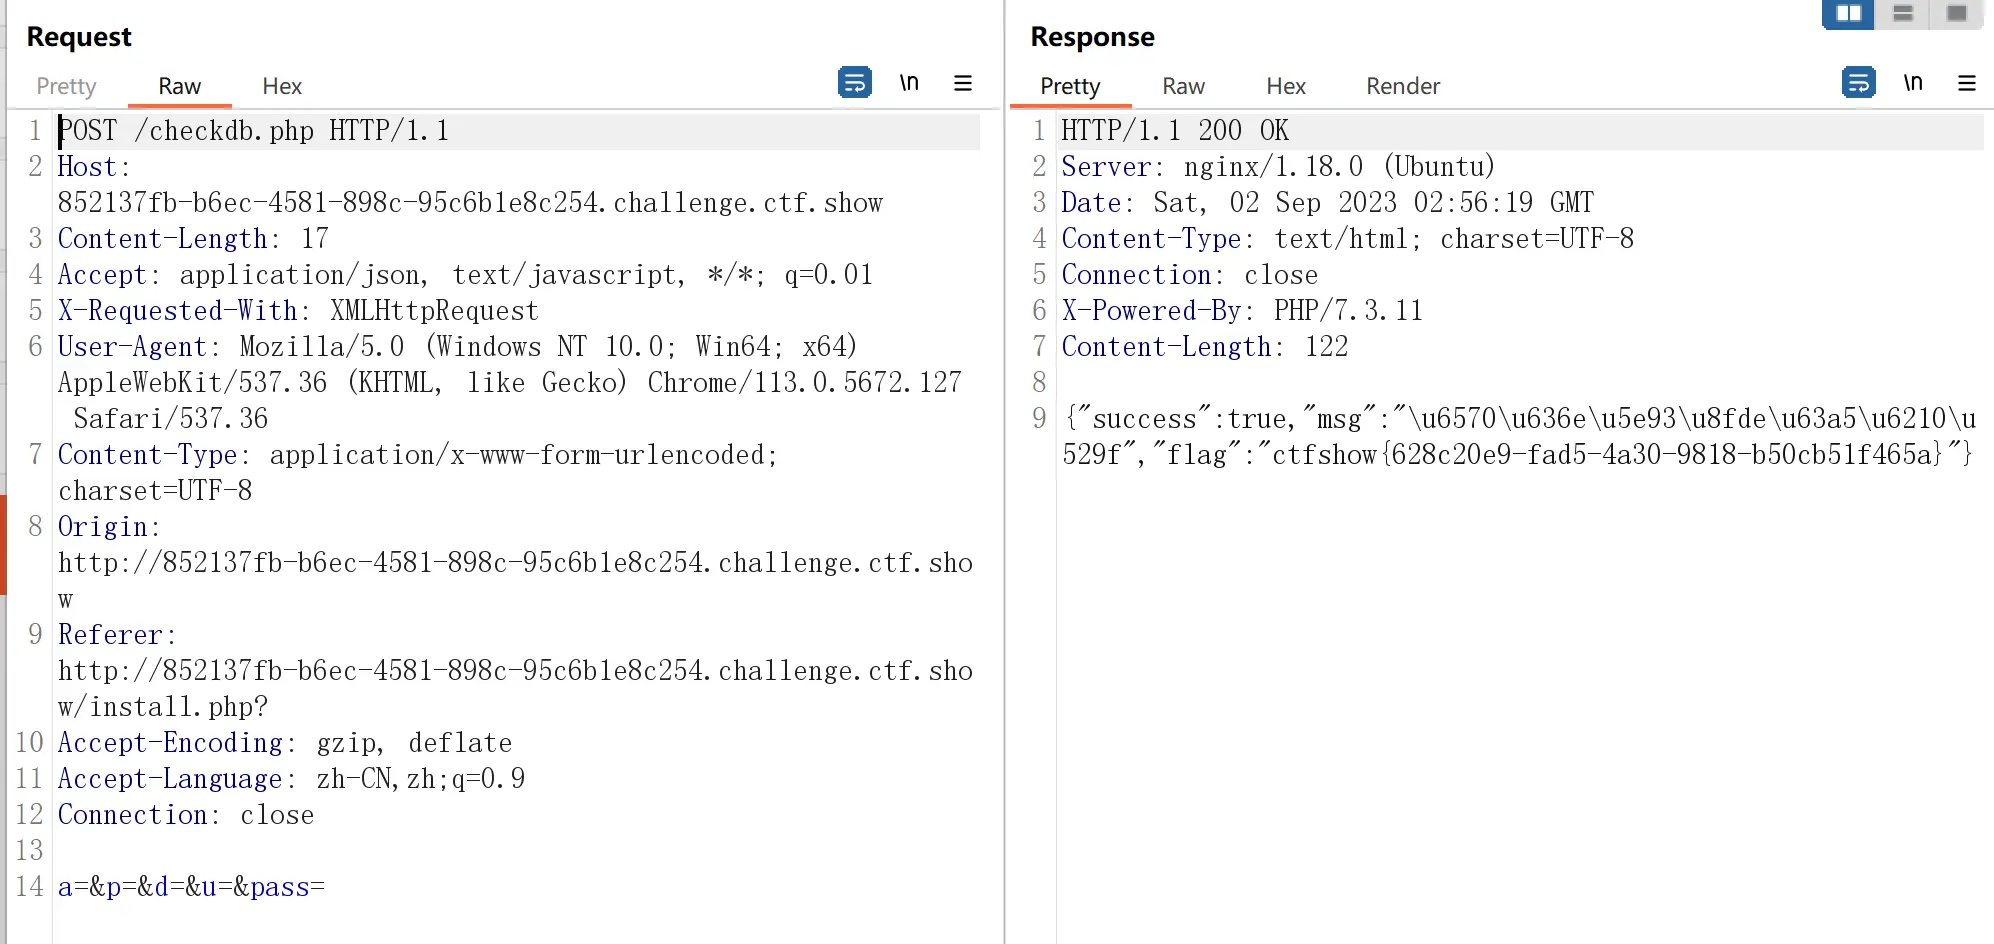 Request
Pretty Raw Hex \n
1 POST /checkdb.php HTTP/1.1
2 Host:
852137fb-b6ec-4581-898c-95c6b1e8c254.challenge.ctf.show
3 Content-Length: 17
4 Accept: application/json, text/javascript, */*; q=0.01
5 X-Requested-With: XMLHttpRequest
6 User-Agent: Mozilla/5.0 (Windows NT 10.0; Win64; x64)
AppleWebKit/537.36 (KHTML, like Gecko) Chrome/113.0.5672.127
Safari/537.36
7 Content-Type: application/x-www-form-urlencoded;
charset=UTF-8
8 Origin:
http://852137fb-b6ec-4581-898c-95c6b1e8c254.challenge.ctf.sho
w
9 Referer:
http://852137fb-b6ec-4581-898c-95c6b1e8c254.challenge.ctf.sho
w/install.php?
10 Accept-Encoding: gzip, deflate
11 Accept-Language: zh-CN,zh;q=0.9
12 Connection: close
13
14 a=&p=&d=&u=&pass=
Response
Pretty Raw Hex Render \n
1 HTTP/1.1 200 OK
2 Server: nginx/1.18.0 (Ubuntu)
3 Date: Sat, 02 Sep 2023 02:56:19 GMT
4 Content-Type: text/html; charset=UTF-8
5 Connection: close
6 X-Powered-By: PHP/7.3.11
7 Content-Length: 122
8
9 {"success":true,"msg":"\u6570\u636e\u5e93\u8fde\u63a5\u6210\u
529f","flag":"ctfshow{628c20e9-fad5-4a30-9818-b50cb51f465a}"}